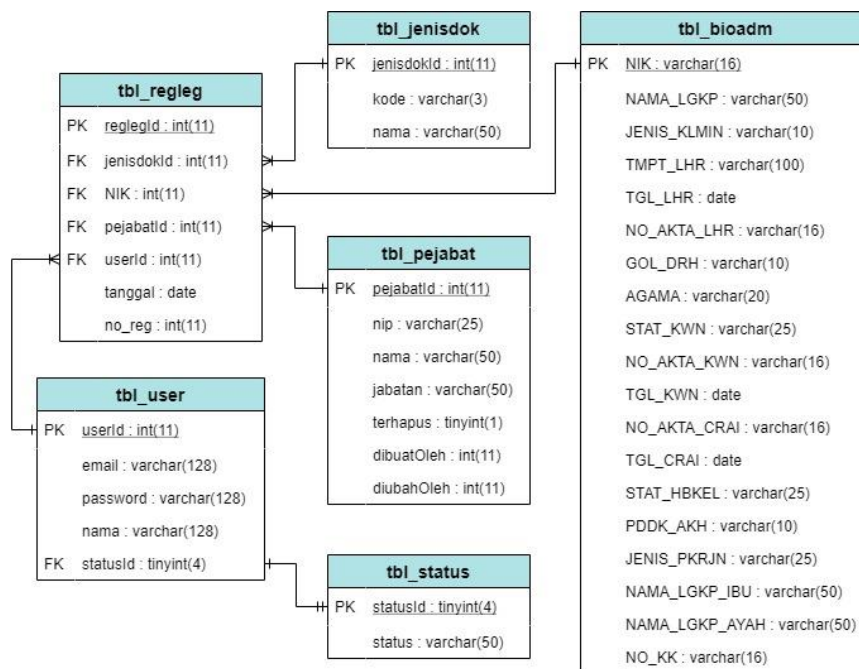 tbl_regleg
PK reglegId : int(11)
FK jenisdokId : int(11)
FK NIK : int(11)
FK pejabatId : int(11)
FK userId : int(11)
tanggal : date
no_reg : int(11)
tbl_user
PK userId : int(11)
email : varchar(128)
password : varchar(128)
nama : varchar(128)
FK statusId : tinyint(4)
tbl_jenisdok
PK jenisdokId : int(11)
kode : varchar(3)
nama : varchar(50)
tbl_pejabat
PK pejabatId : int(11)
nip : varchar(25)
nama : varchar(50)
jabatan : varchar(50)
terhapus : tinyint(1)
dibuatOleh : int(11)
diubahOleh : int(11)
tbl_status
PK statusId : tinyint(4)
status : varchar(50)
tbl_bioadm
PK NIK : varchar(16)
NAMA_LGKP : varchar(50)
JENIS_KLMIN : varchar(10)
TMPT_LHR : varchar(100)
TGL_LHR : date
NO_AKTA_LHR : varchar(16)
GOL_DRH : varchar(10)
AGAMA : varchar(20)
STAT_KWN : varchar(25)
NO_AKTA_KWN : varchar(16)
TGL_KWN : date
NO_AKTA_CRAI : varchar(16)
TGL_CRAI : date
STAT_HBKEL : varchar(25)
PDDK_AKH : varchar(10)
JENIS_PKRJN : varchar(25)
NAMA_LGKP_IBU : varchar(50)
NAMA_LGKP_AYAH : varchar(50)
NO_KK : varchar(16)